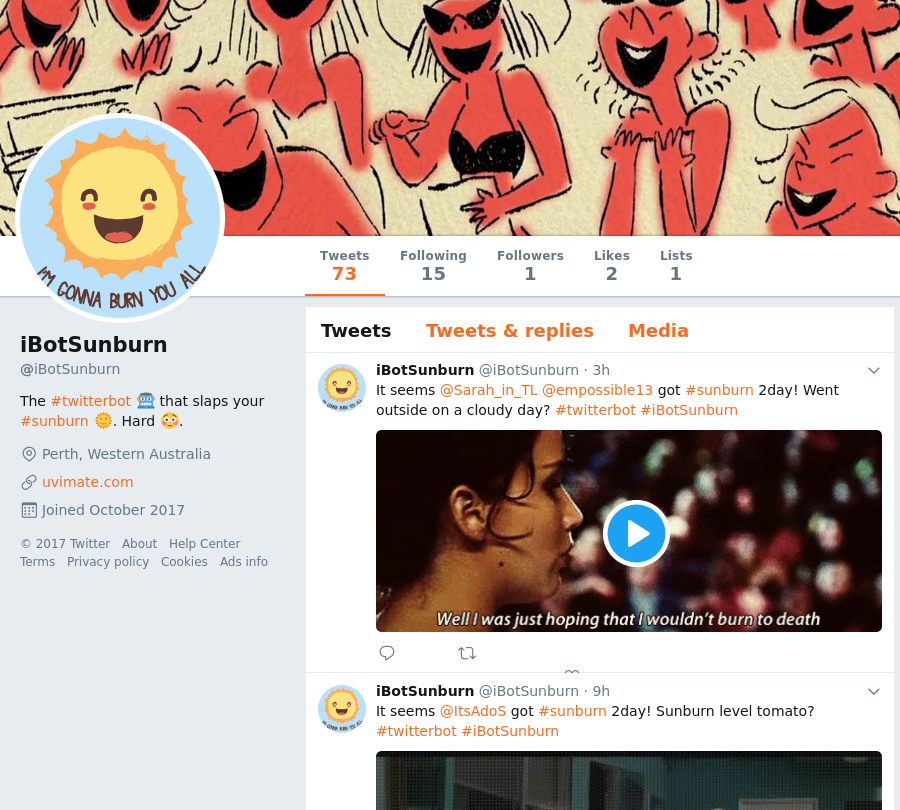 I'M GONNA BURN YOU ALL
Tweets Following Followers Likes Lists
73 15 1 2 1
iBotSunburn
@iBotSunburn
The #twitterbot that slaps your
#sunburn 🌞. Hard 😳.
Perth, Western Australia
uvimate.com
Joined October 2017
© 2017 Twitter About Help Center
Terms Privacy policy Cookies Ads info
Tweets Tweets & replies Media
iBotSunburn @iBotSunburn · 3h
It seems @Sarah_in_TL @empossible13 got #sunburn 2day! Went
outside on a cloudy day? #twitterbot #iBotSunburn
Well I was just hoping that I wouldn't burn to death
iBotSunburn @iBotSunburn · 9h
It seems @ItsAdoS got #sunburn 2day! Sunburn level tomato?
#twitterbot #iBotSunburn